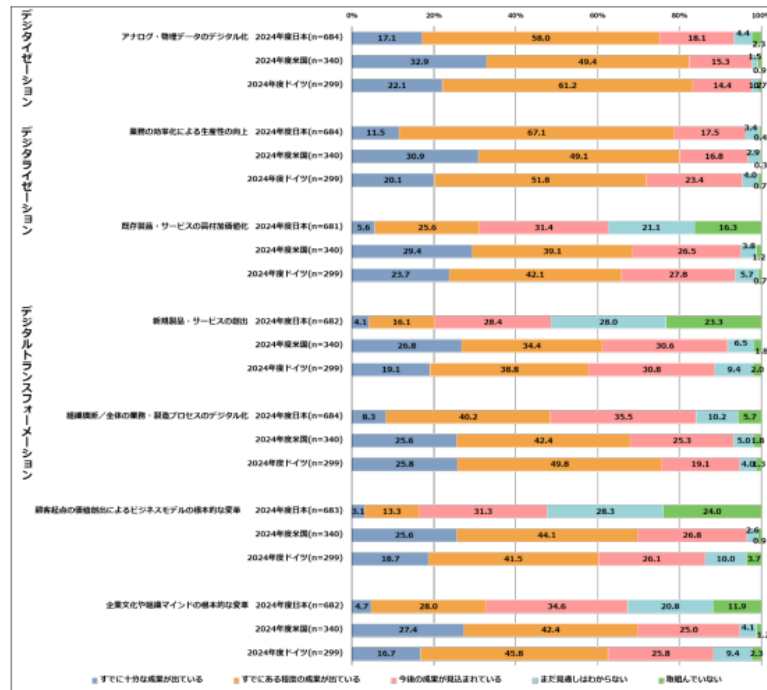 0% 20% 40% 60% 80% 100%
デジタイゼーション
アナログ・物理データのデジタル化 2024年度日本(n=684) 17.1 58.0 18.1 4.4 2.3
2024年度米国(n=340) 32.9 49.4 15.3 1.5 0.9
2024年度ドイツ(n=299) 22.1 61.2 14.4
デジタライゼーション
業務の効率化による生産性の向上 2024年度日本(n=684) 11.5 67.1 17.5 3.4 0.4
2024年度米国(n=340) 30.9 49.1 16.8 2.9 0.3
2024年度ドイツ(n=299) 20.1 51.8 23.4 4.0 0.7
既存製品・サービスの高付加価値化 2024年度日本(n=681) 5.6 25.6 31.4 21.1 16.3
2024年度米国(n=340) 29.4 39.1 26.5 3.8 1.2
2024年度ドイツ(n=299) 23.7 42.1 27.8 5.7 0.7
デジタルトランスフォーメーション
新規製品・サービスの創出 2024年度日本(n=682) 4.1 16.1 28.4 28.0 23.3
2024年度米国(n=340) 26.8 34.4 30.6 6.5
2024年度ドイツ(n=299) 19.1 38.8 30.8 9.4 2.0
組織横断／全体の業務・製造プロセスのデジタル化 2024年度日本(n=684) 8.3 40.2 35.5 10.2 5.7
2024年度米国(n=340) 25.6 42.4 25.3 5.0 1.8
2024年度ドイツ(n=299) 25.8 49.8 19.1 4.0 1.3
顧客起点の価値創出によるビジネスモデルの根本的な変革 2024年度日本(n=683) 3.1 13.3 31.3 28.3 24.0
2024年度米国(n=340) 25.6 44.1 26.8 2.6 0.9
2024年度ドイツ(n=299) 18.7 41.5 26.1 10.0 3.7
企業文化や組織マインドの根本的な変革 2024年度日本(n=682) 4.7 28.0 34.6 20.8 11.9
2024年度米国(n=340) 27.4 42.4 25.0 4.1
2024年度ドイツ(n=299) 16.7 45.8 25.8 9.4 2.3
すでに十分な成果が出ている すでにある程度の成果が出ている 今後の成果が見込まれている まだ見通しはわからない 取組んでいない